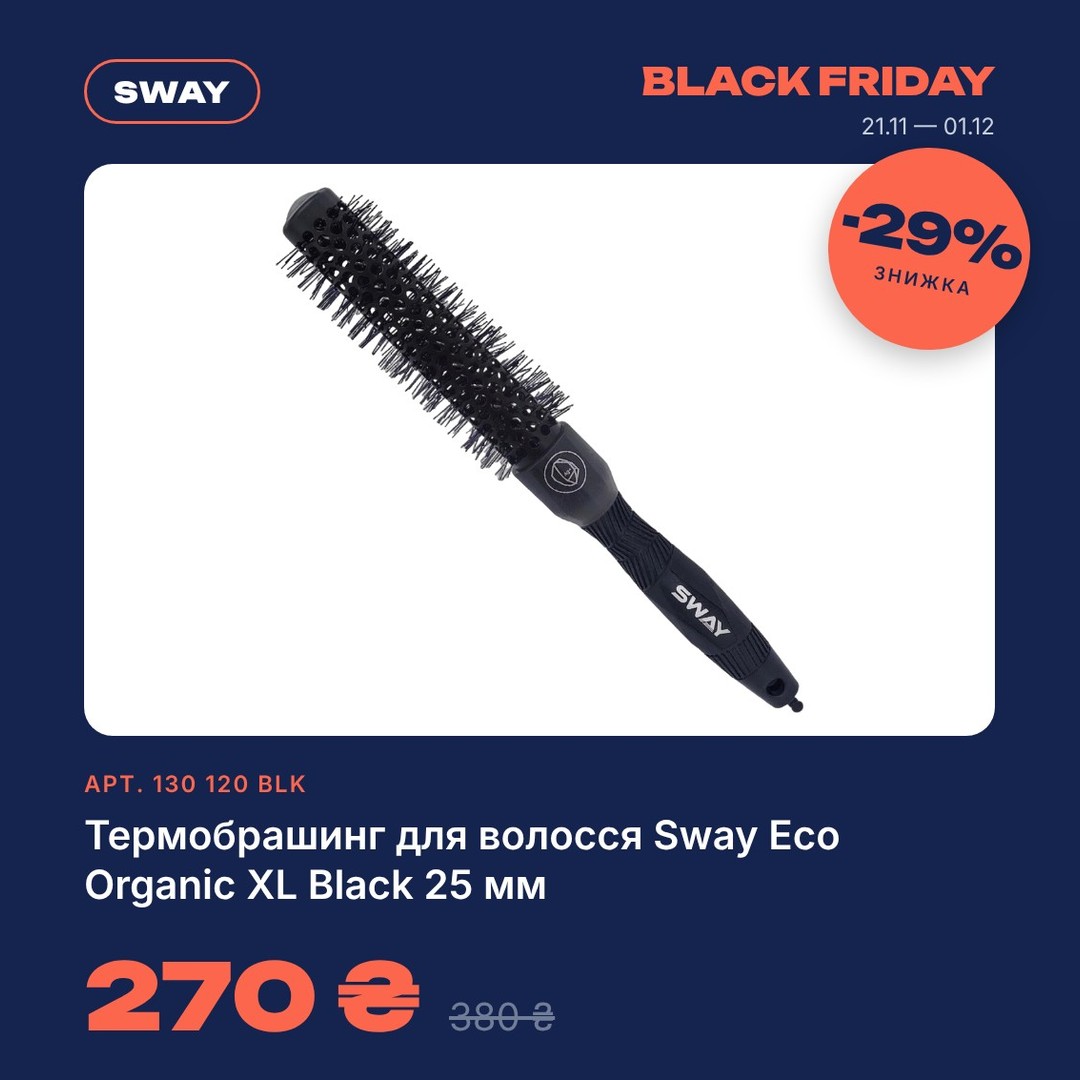 SWAY
BLACK FRIDAY
21.11 — 01.12
-29%
ЗНИЖКА
SWAY
АРТ. 130 120 BLK
Термобрашинг для волосся Sway Eco
Organic XL Black 25 мм
270 ₴ 380 ₴